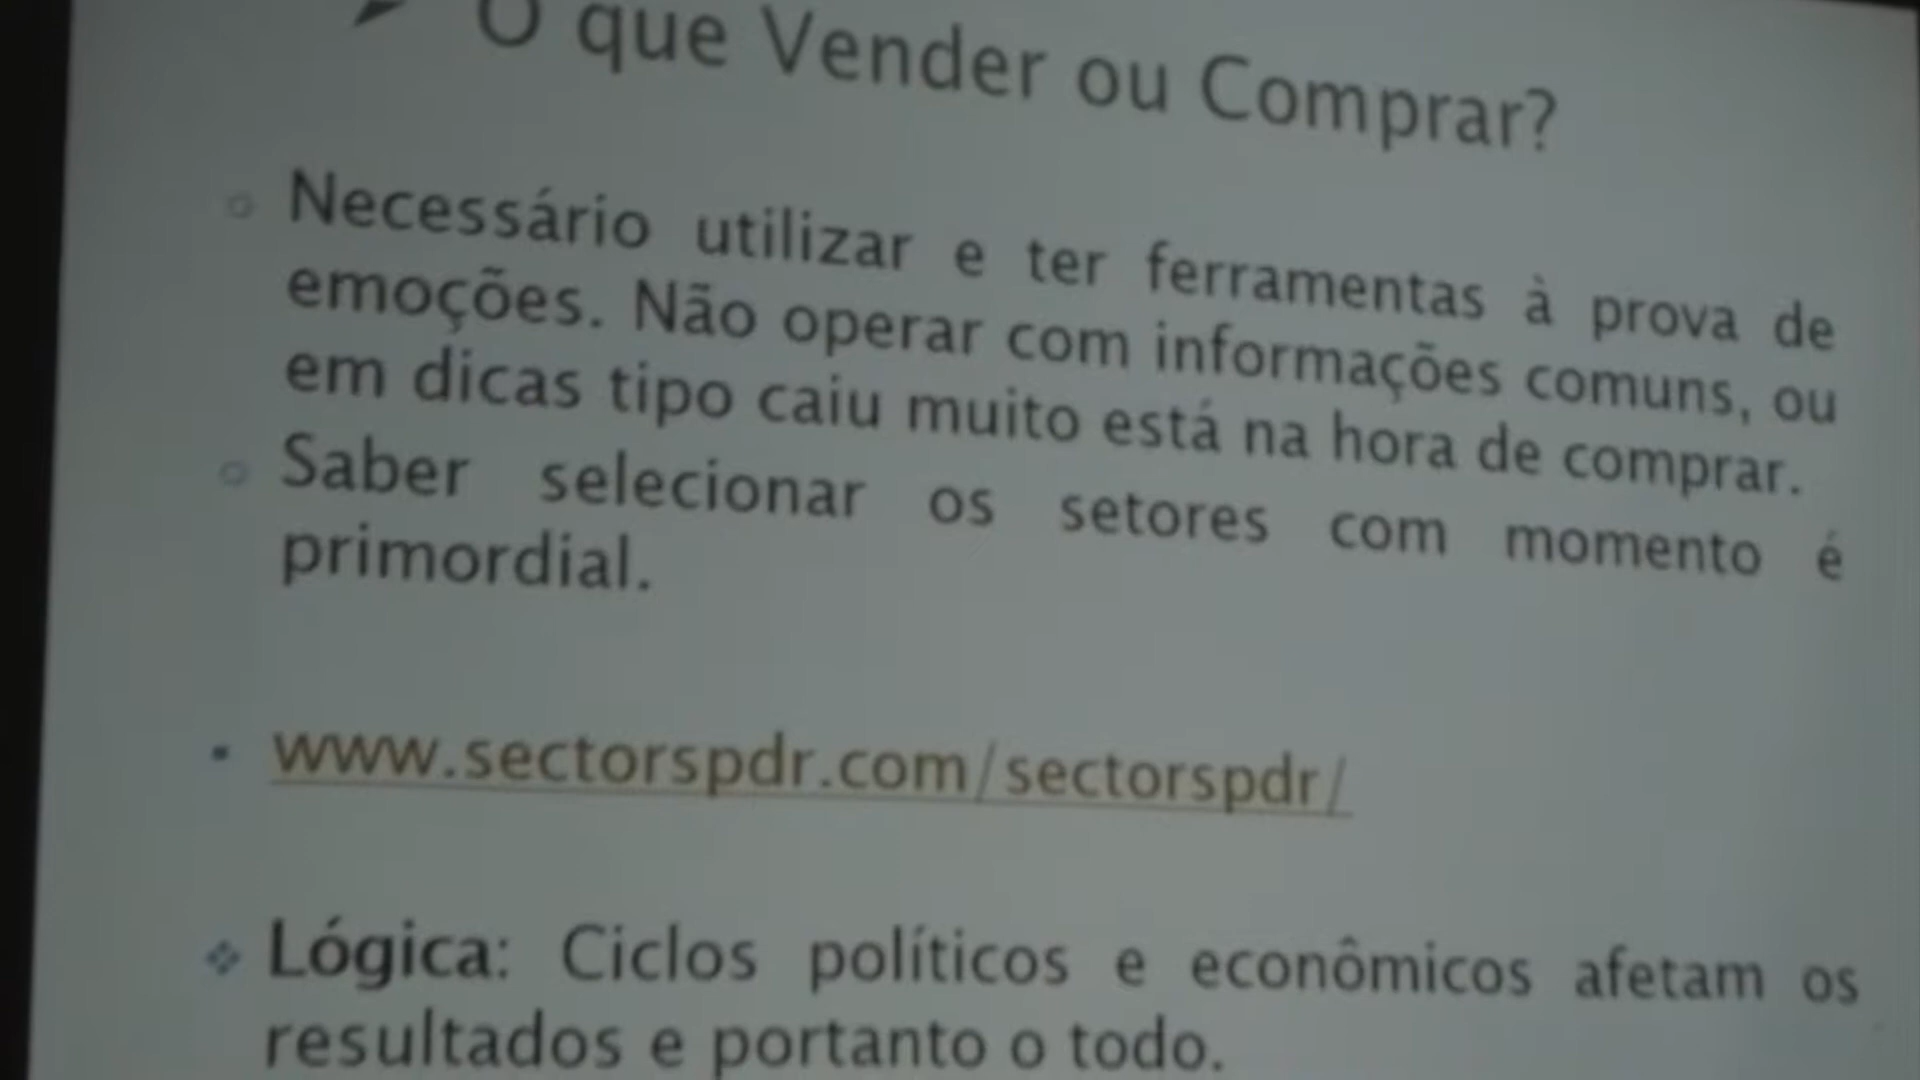 O que Vender ou Comprar?
Necessário utilizar e ter ferramentas à prova de
emoções. Não operar com informações comuns, ou
em dicas tipo caiu muito está na hora de comprar.
Saber selecionar os setores com momento é
primordial.
www.sectorspdr.com/sectorspdr/
Lógica: Ciclos políticos e econômicos afetam os
resultados e portanto o todo.